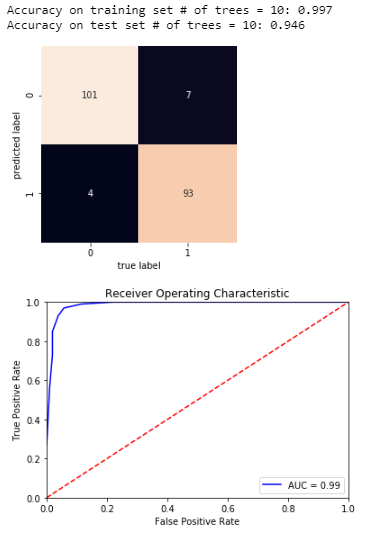 Accuracy on training set # of trees = 10: 0.997
Accuracy on test set # of trees = 10: 0.946
predicted label
0
101
7
1
4
93
0
1
true label
Receiver Operating Characteristic
True Positive Rate
1.0
0.8
0.6
0.4
0.2
0.0
AUC = 0.99
0.0
0.2
0.4
0.6
0.8
1.0
False Positive Rate